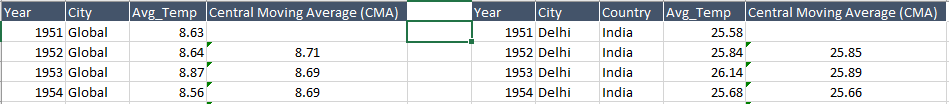 Year City Avg_Temp Central Moving Average (CMA) Year City Country Avg_Temp Central Moving Average (CMA)
1951 Global 8.63 1951 Delhi India 25.58
1952 Global 8.64 8.71 1952 Delhi India 25.84 25.85
1953 Global 8.87 8.69 1953 Delhi India 26.14 25.89
1954 Global 8.56 8.69 1954 Delhi India 25.68 25.66